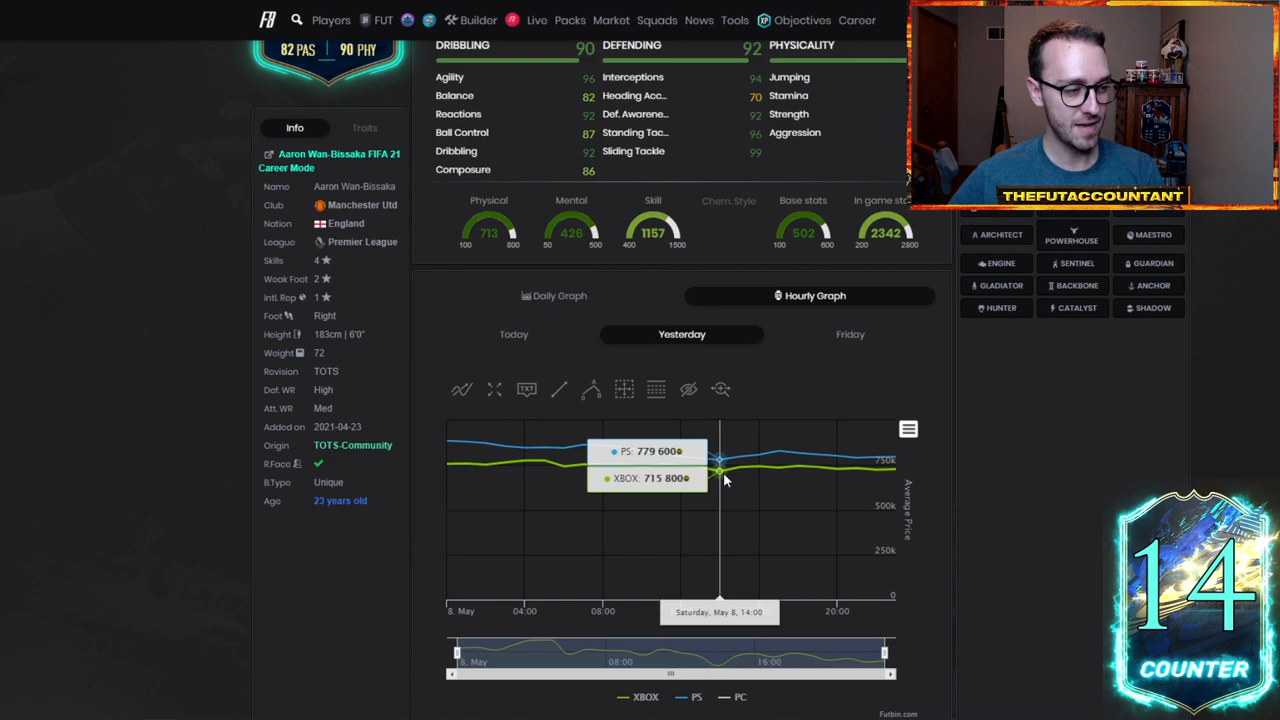 F8 Players FUT Builder Live Packs Market Squads News Tools XP Objectives Career
82 PAS 90 PHY
DRIBBLING 90 DEFENDING 92 PHYSICALITY
Agility 96 Interceptions 94 Jumping
Balance 82 Heading Acc... 70 Stamina
Reactions 92 Def. Awarene... 92 Strength
Ball Control 87 Standing Tac... 96 Aggression
Dribbling 92 Sliding Tackle 99
Composure 86
THEFUTACCOUNTANT
Info Traits
Aaron Wan-Bissaka FIFA 21
Career Mode
Name Aaron Wan-Bissaka
Club Manchester Utd
Nation England
League Premier League
Skills 4
Weak Foot 2
Intl. Rep 1
Foot Right
Height 183cm | 6'0"
Weight 72
Revision TOTS
Def. WR High
Att. WR Med
Added on 2021-04-23
Origin TOTS-Community
R.Face
B.Type Unique
Age 23 years old
Physical Mental Skill Chem. Style Base stats In game sta
713 426 1157 502 2342
100 800 50 500 400 1500 100 600 200 2800
ARCHITECT POWERHOUSE MAESTRO
ENGINE SENTINEL GUARDIAN
GLADIATOR BACKBONE ANCHOR
HUNTER CATALYST SHADOW
Daily Graph Hourly Graph
Today Yesterday Friday
TXT
PS: 779 600
XBOX: 715 800
750k
500k
250k
0
Average Price
8. May 04:00 08:00 Saturday, May 8, 14:00 20:00
8. May 08:00 16:00
XBOX PS PC
Futbin.com
14
COUNTER